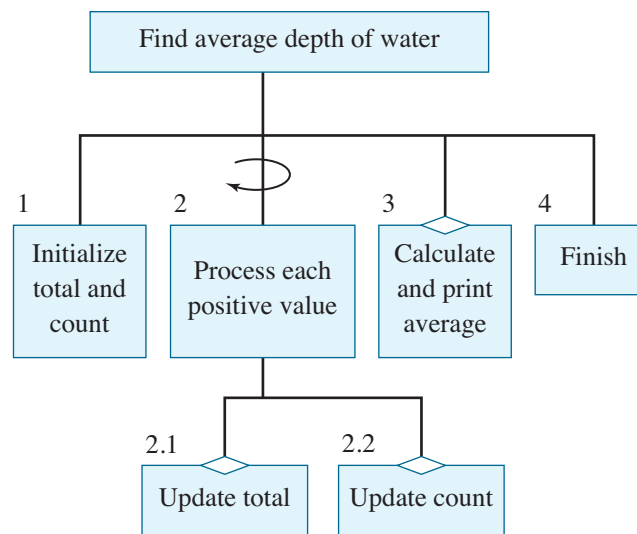 Find average depth of water
1
2
3
4
Initialize
total and
count
Process each
positive value
Calculate
and print
average
Finish
2.1
2.2
Update total
Update count